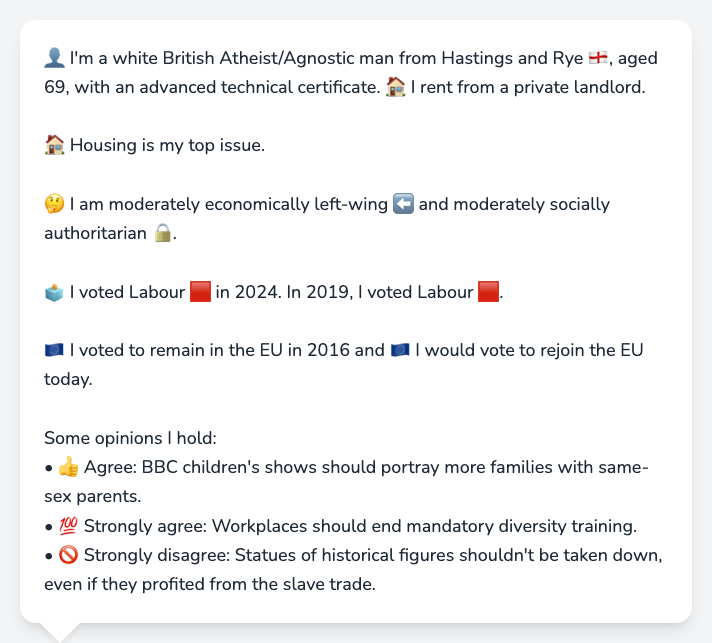 👤 I'm a white British Atheist/Agnostic man from Hastings and Rye 🏴󠁧󠁢󠁥󠁮󠁧󠁿, aged
69, with an advanced technical certificate. 🏠 I rent from a private landlord.
🏠 Housing is my top issue.
🤔 I am moderately economically left-wing ⬅️ and moderately socially
authoritarian 🔒.
🗳️ I voted Labour 🟥 in 2024. In 2019, I voted Labour 🟥.
🇪🇺 I voted to remain in the EU in 2016 and 🇪🇺 I would vote to rejoin the EU
today.
Some opinions I hold:
• 👍 Agree: BBC children's shows should portray more families with same-
sex parents.
• 💯 Strongly agree: Workplaces should end mandatory diversity training.
• 🚫 Strongly disagree: Statues of historical figures shouldn't be taken down,
even if they profited from the slave trade.